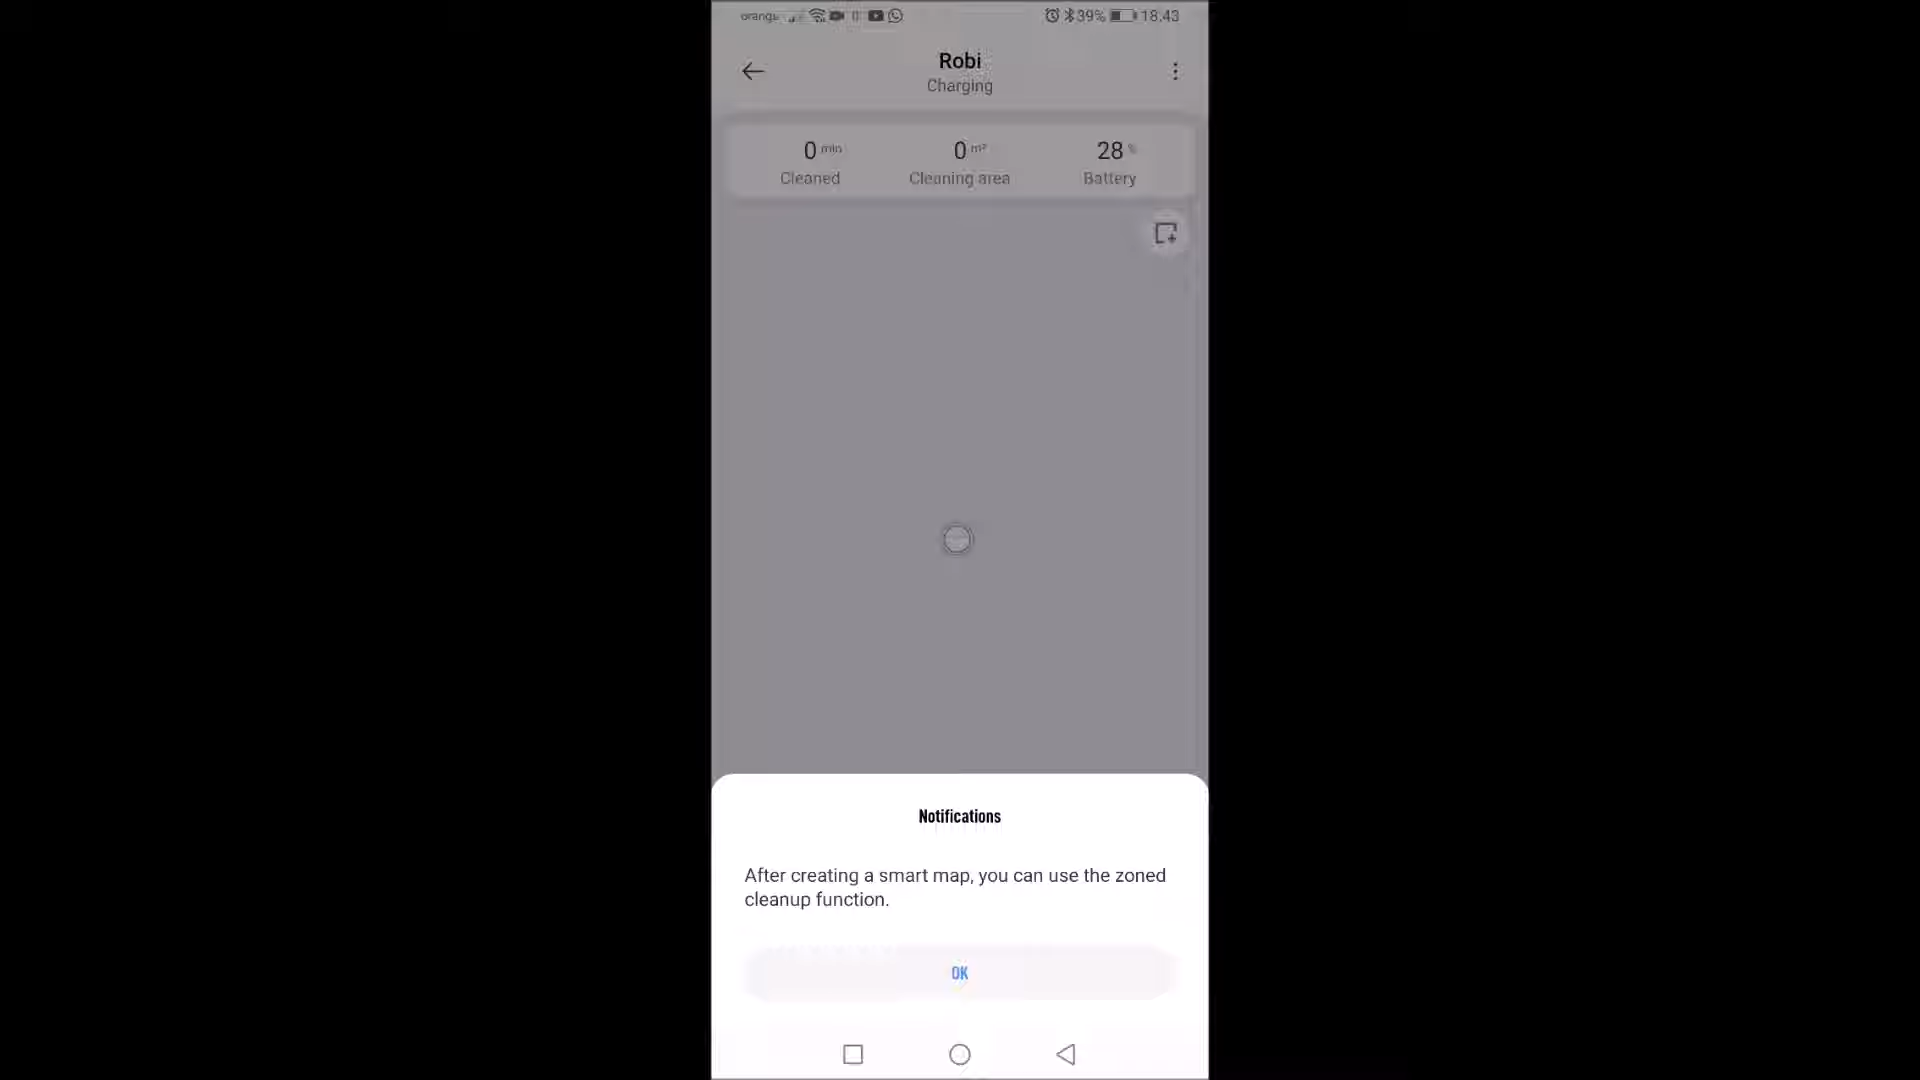 orange 39% 18.43
Robi
Charging
0 min 0 m² 28 %
Cleaned Cleaning area Battery
Notifications
After creating a smart map, you can use the zoned
cleanup function.
OK